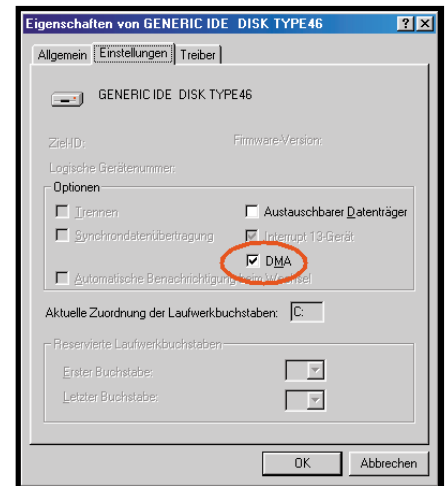 Eigenschaften von GENERIC IDE DISK TYPE46
Allgemein Einstellungen Treiber
GENERIC IDE DISK TYPE46
Ziel-ID: Firmware-Version:
Logische Gerätenummer:
Optionen
Trennen Austauschbarer Datenträger
Synchrondatenübertragung Interrupt 13-Gerät
DMA
Automatische Benachrichtigung beim Wechsel
Aktuelle Zuordnung der Laufwerkbuchstaben: C:
Reservierte Laufwerkbuchstaben
Erster Buchstabe:
Letzter Buchstabe:
OK Abbrechen